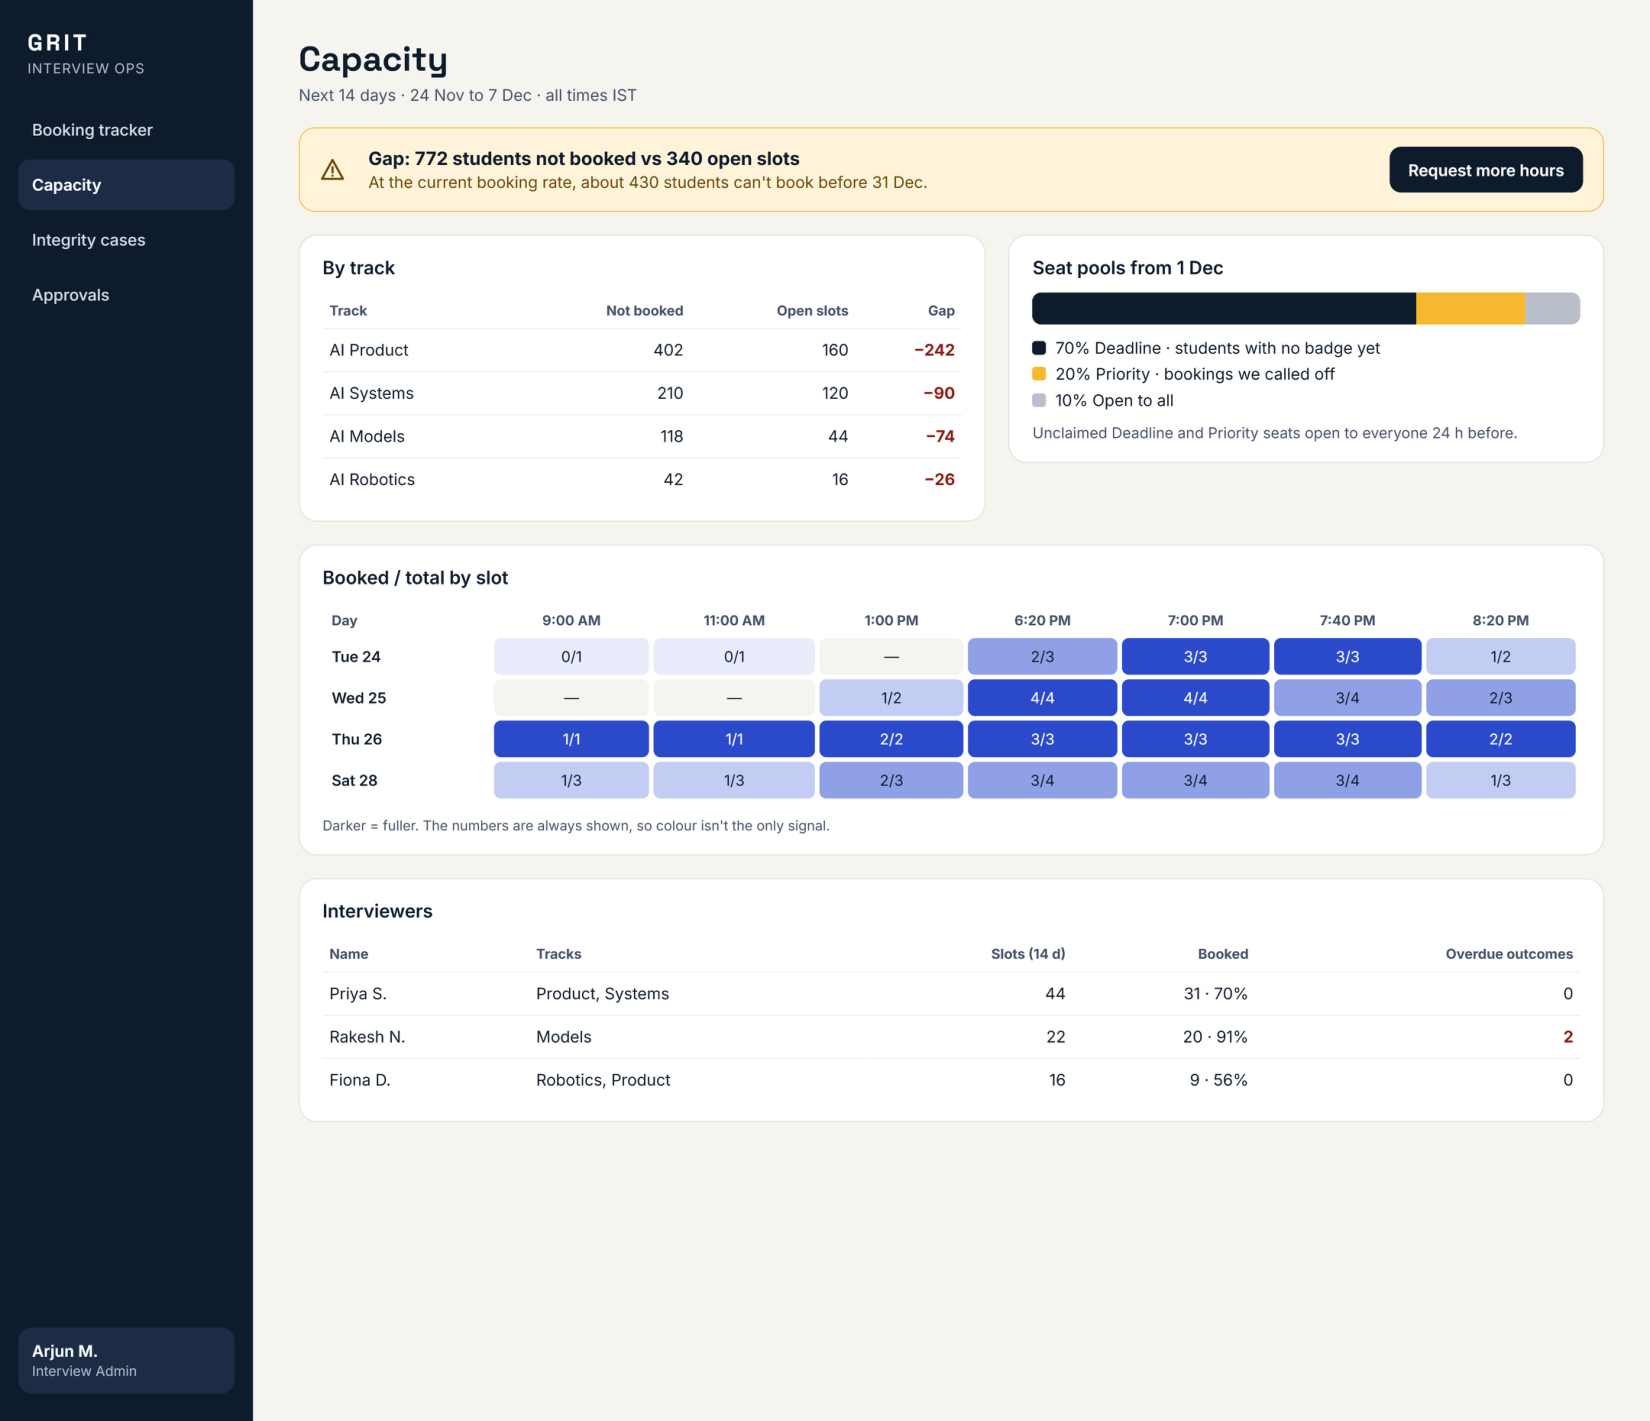 GRIT
INTERVIEW OPS
Booking tracker
Capacity
Integrity cases
Approvals
Arjun M.
Interview Admin
Capacity
Next 14 days · 24 Nov to 7 Dec · all times IST
Gap: 772 students not booked vs 340 open slots
At the current booking rate, about 430 students can't book before 31 Dec.
Request more hours
By track
Track Not booked Open slots Gap
AI Product 402 160 −242
AI Systems 210 120 −90
AI Models 118 44 −74
AI Robotics 42 16 −26
Seat pools from 1 Dec
70% Deadline · students with no badge yet
20% Priority · bookings we called off
10% Open to all
Unclaimed Deadline and Priority seats open to everyone 24 h before.
Booked / total by slot
Day 9:00 AM 11:00 AM 1:00 PM 6:20 PM 7:00 PM 7:40 PM 8:20 PM
Tue 24 0/1 0/1 — 2/3 3/3 3/3 1/2
Wed 25 — — 1/2 4/4 4/4 3/4 2/3
Thu 26 1/1 1/1 2/2 3/3 3/3 3/3 2/2
Sat 28 1/3 1/3 2/3 3/4 3/4 3/4 1/3
Darker = fuller. The numbers are always shown, so colour isn't the only signal.
Interviewers
Name Tracks Slots (14 d) Booked Overdue outcomes
Priya S. Product, Systems 44 31 · 70% 0
Rakesh N. Models 22 20 · 91% 2
Fiona D. Robotics, Product 16 9 · 56% 0